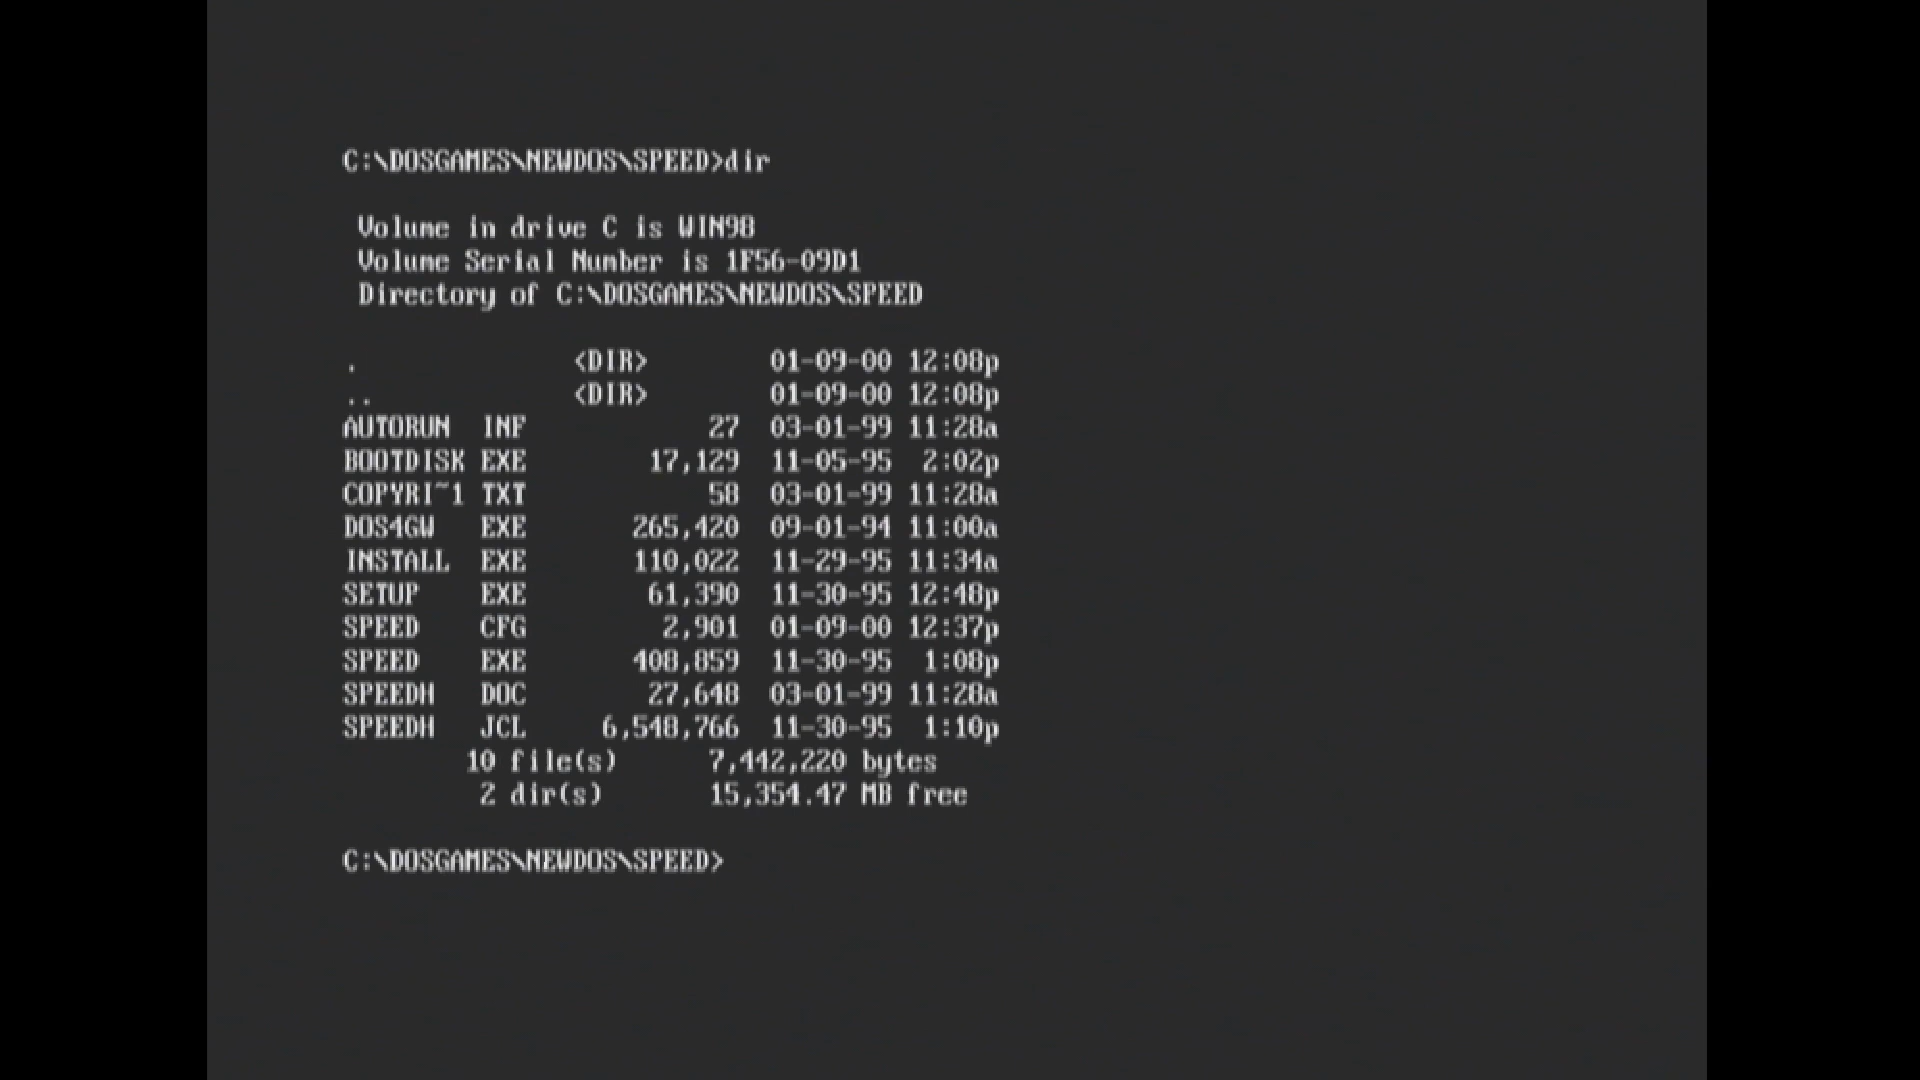 C:\DOSGAMES\NEWDOS\SPEED>dir
Volume in drive C is WIN98
Volume Serial Number is 1F56-09D1
Directory of C:\DOSGAMES\NEWDOS\SPEED
. <DIR> 01-09-00 12:08p
.. <DIR> 01-09-00 12:08p
AUTORUN INF 27 03-01-99 11:28a
BOOTDISK EXE 17,129 11-05-95 2:02p
COPYRI~1 TXT 58 03-01-99 11:28a
DOS4GW EXE 265,420 09-01-94 11:00a
INSTALL EXE 110,022 11-29-95 11:34a
SETUP EXE 61,390 11-30-95 12:48p
SPEED CFG 2,901 01-09-00 12:37p
SPEED EXE 408,859 11-30-95 1:08p
SPEEDH DOC 27,648 03-01-99 11:28a
SPEEDH JCL 6,548,766 11-30-95 1:10p
10 file(s) 7,442,220 bytes
2 dir(s) 15,354.47 MB free
C:\DOSGAMES\NEWDOS\SPEED>